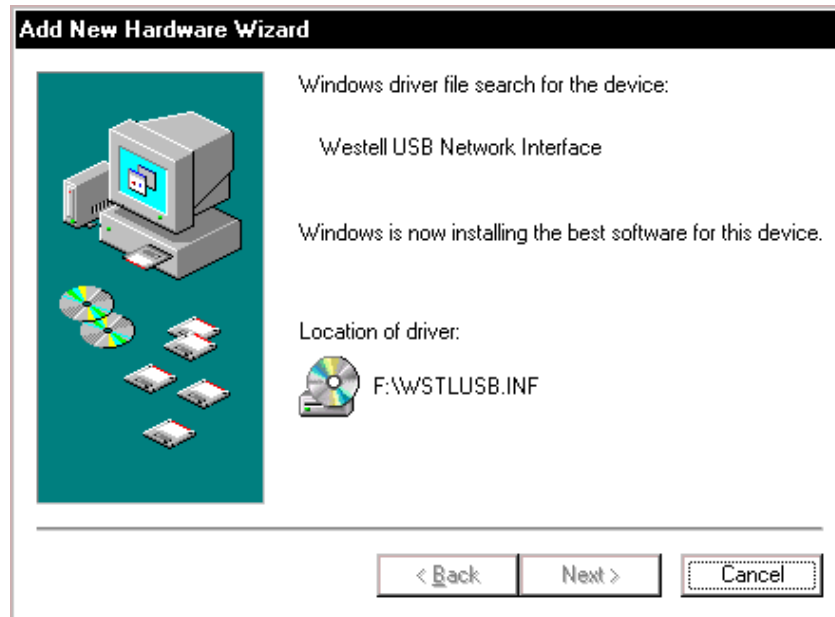 Add New Hardware Wizard
Windows driver file search for the device:
Westell USB Network Interface
Windows is now installing the best software for this device.
Location of driver:
F:\WSTLUSB.INF
< Back
Next >
Cancel